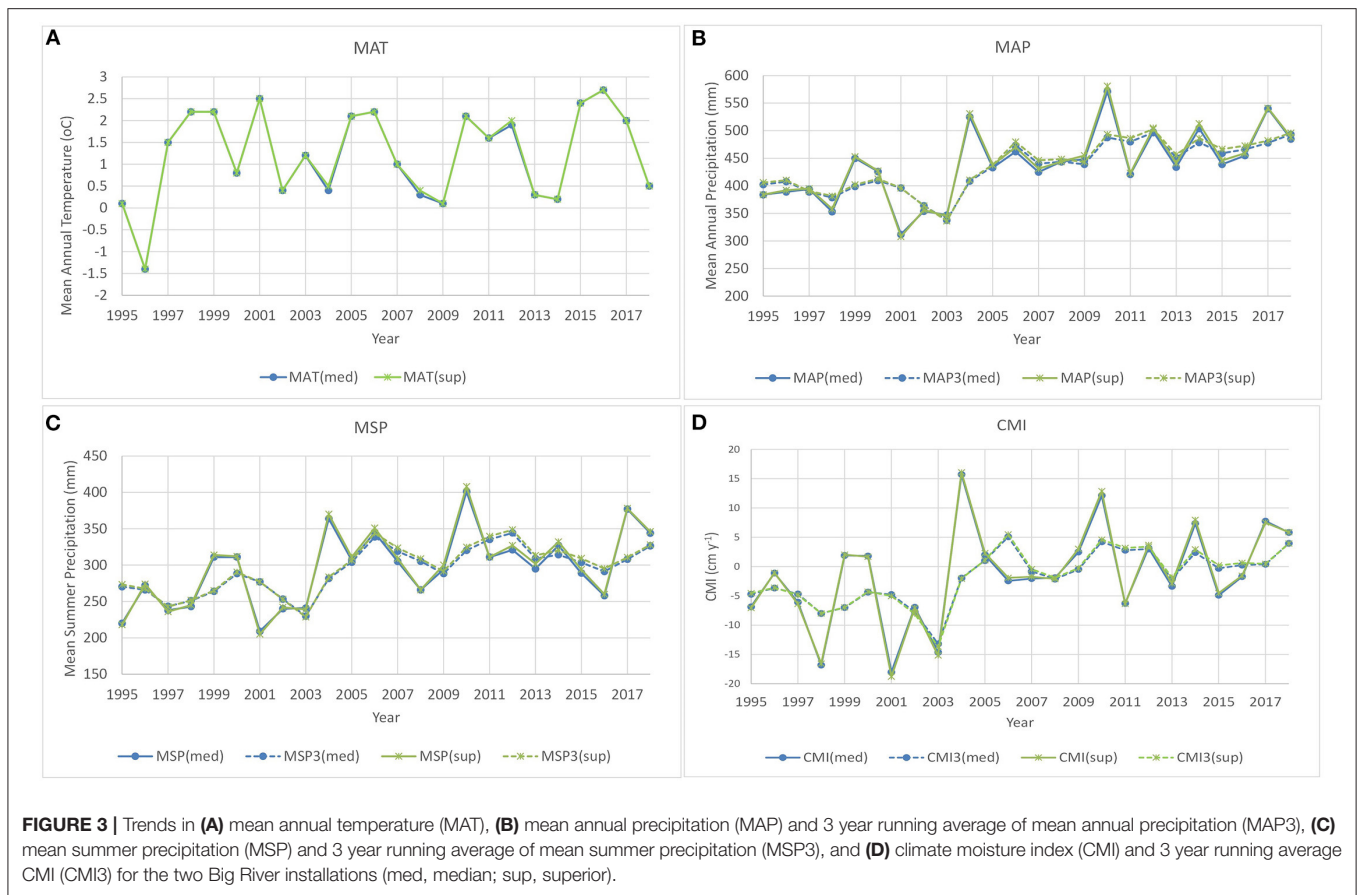 A
MAT
Mean Annual Temperature (oC)
3
2.5
2
1.5
1
0.5
0
-0.5
-1
-1.5
-2
1995 1997 1999 2001 2003 2005 2007 2009 2011 2013 2015 2017
Year
MAT(med) MAT(sup)
B
MAP
Mean Annual Precipitation (mm)
600
550
500
450
400
350
300
250
200
1995 1997 1999 2001 2003 2005 2007 2009 2011 2013 2015 2017
Year
MAP(med) MAP3(med) MAP(sup) MAP3(sup)
C
MSP
Mean Summer Precipitation (mm)
450
400
350
300
250
200
150
1995 1997 1999 2001 2003 2005 2007 2009 2011 2013 2015 2017
Year
MSP(med) MSP3(med) MSP(sup) MSP3(sup)
D
CMI
CMI (cm y-1)
20
15
10
5
0
-5
-10
-15
-20
1995 1997 1999 2001 2003 2005 2007 2009 2011 2013 2015 2017
Year
CMI(med) CMI3(med) CMI(sup) CMI3(sup)
FIGURE 3 | Trends in (A) mean annual temperature (MAT), (B) mean annual precipitation (MAP) and 3 year running average of mean annual precipitation (MAP3), (C)
mean summer precipitation (MSP) and 3 year running average of mean summer precipitation (MSP3), and (D) climate moisture index (CMI) and 3 year running average
CMI (CMI3) for the two Big River installations (med, median; sup, superior).